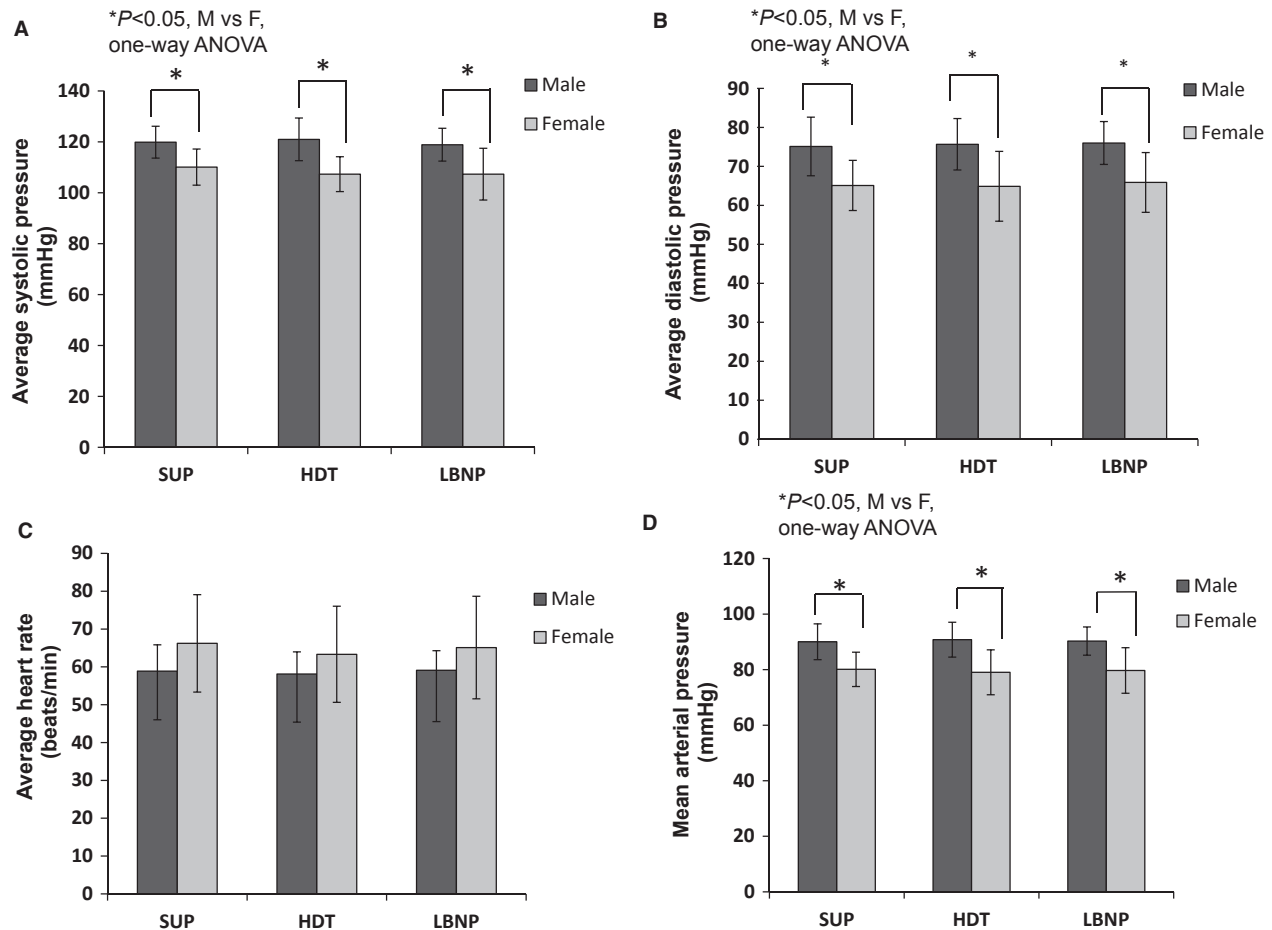 A
*P<0.05, M vs F,
one-way ANOVA
* * *
Male
Female
140
120
100
80
60
40
20
0
Average systolic pressure
(mmHg)
SUP HDT LBNP
B
*P<0.05, M vs F,
one-way ANOVA
* * *
Male
Female
90
80
70
60
50
40
30
20
10
0
Average diastolic pressure
(mmHg)
SUP HDT LBNP
C
Male
Female
90
80
70
60
50
40
30
20
10
0
Average heart rate
(beats/min)
SUP HDT LBNP
D
*P<0.05, M vs F,
one-way ANOVA
* * *
Male
Female
120
100
80
60
40
20
0
Mean arterial pressure
(mmHg)
SUP HDT LBNP